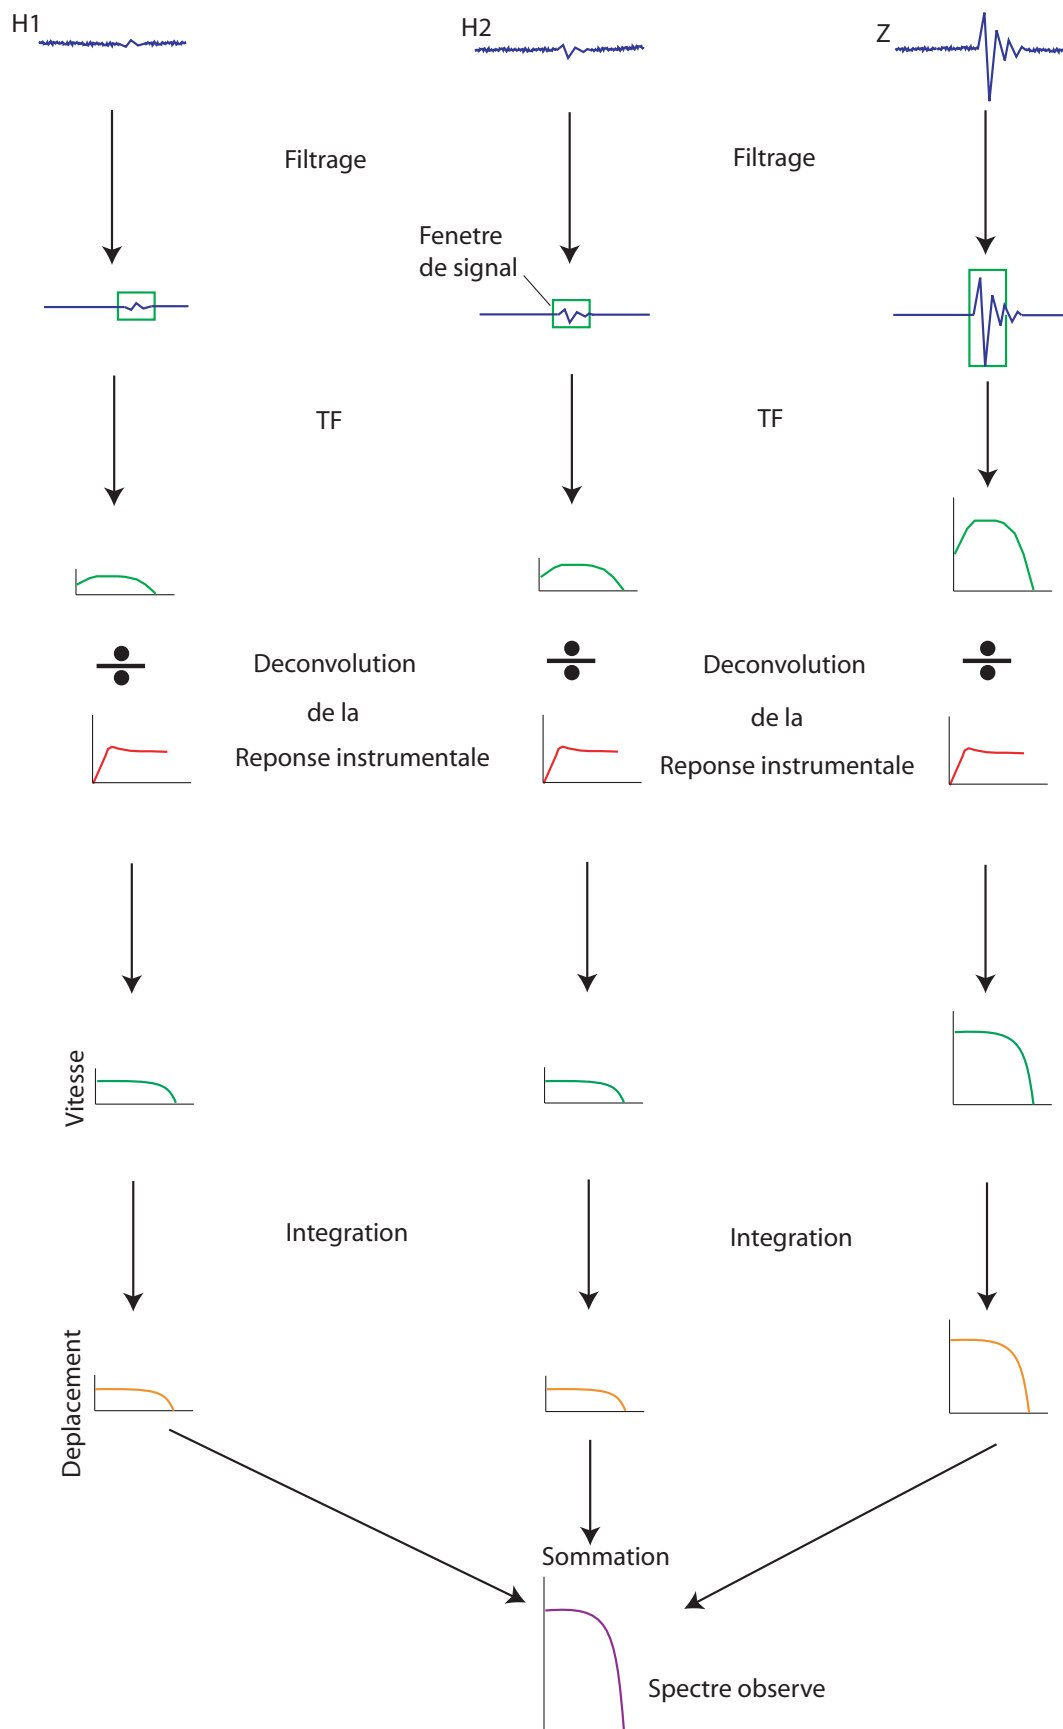 H1
H2
Z
Filtrage
Filtrage
Fenetre
de signal
TF
TF
Deconvolution
de la
Reponse instrumentale
Deconvolution
de la
Reponse instrumentale
Vitesse
Integration
Integration
Deplacement
Sommation
Spectre observe